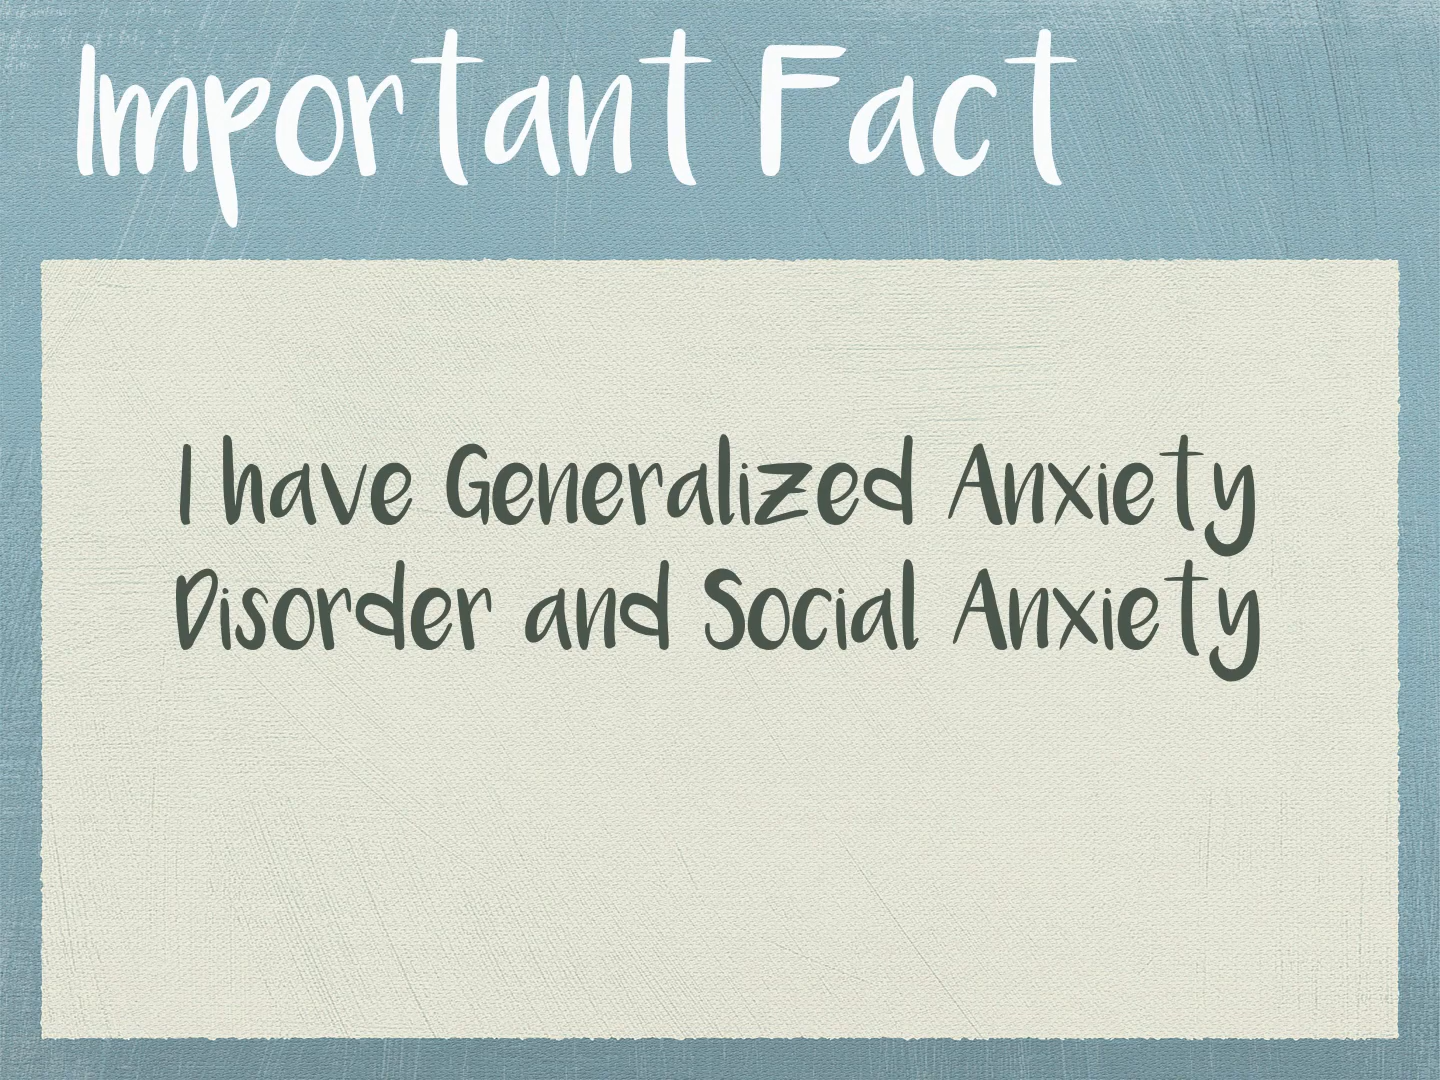 Important Fact
I have Generalized Anxiety
Disorder and Social Anxiety